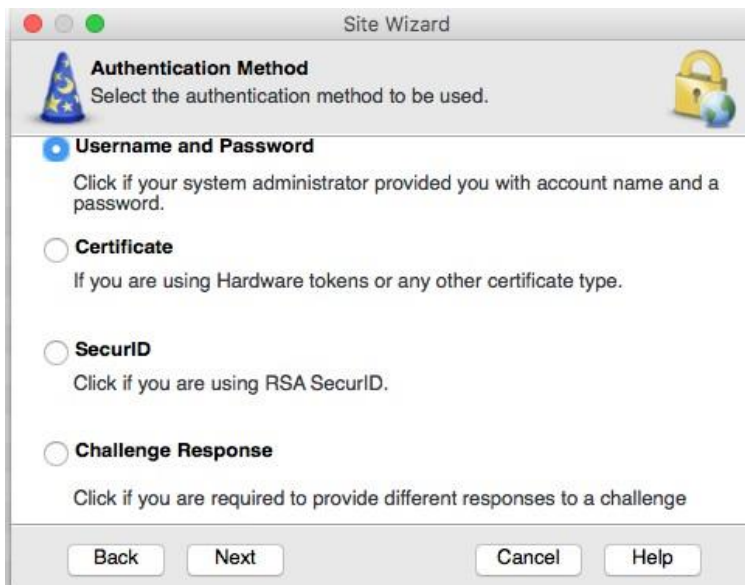 Site Wizard
Authentication Method
Select the authentication method to be used.
Username and Password
Click if your system administrator provided you with account name and a
password.
Certificate
If you are using Hardware tokens or any other certificate type.
SecurID
Click if you are using RSA SecurID.
Challenge Response
Click if you are required to provide different responses to a challenge
Back Next Cancel Help